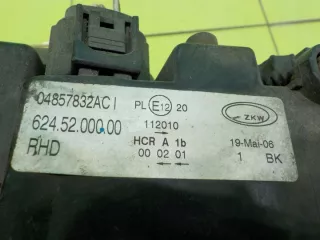 04857832AC I PL E12 20 ZKW
624.52.000.00 112010
RHD HCR A 1b 19-Mai-06
00 02 01 1 BK